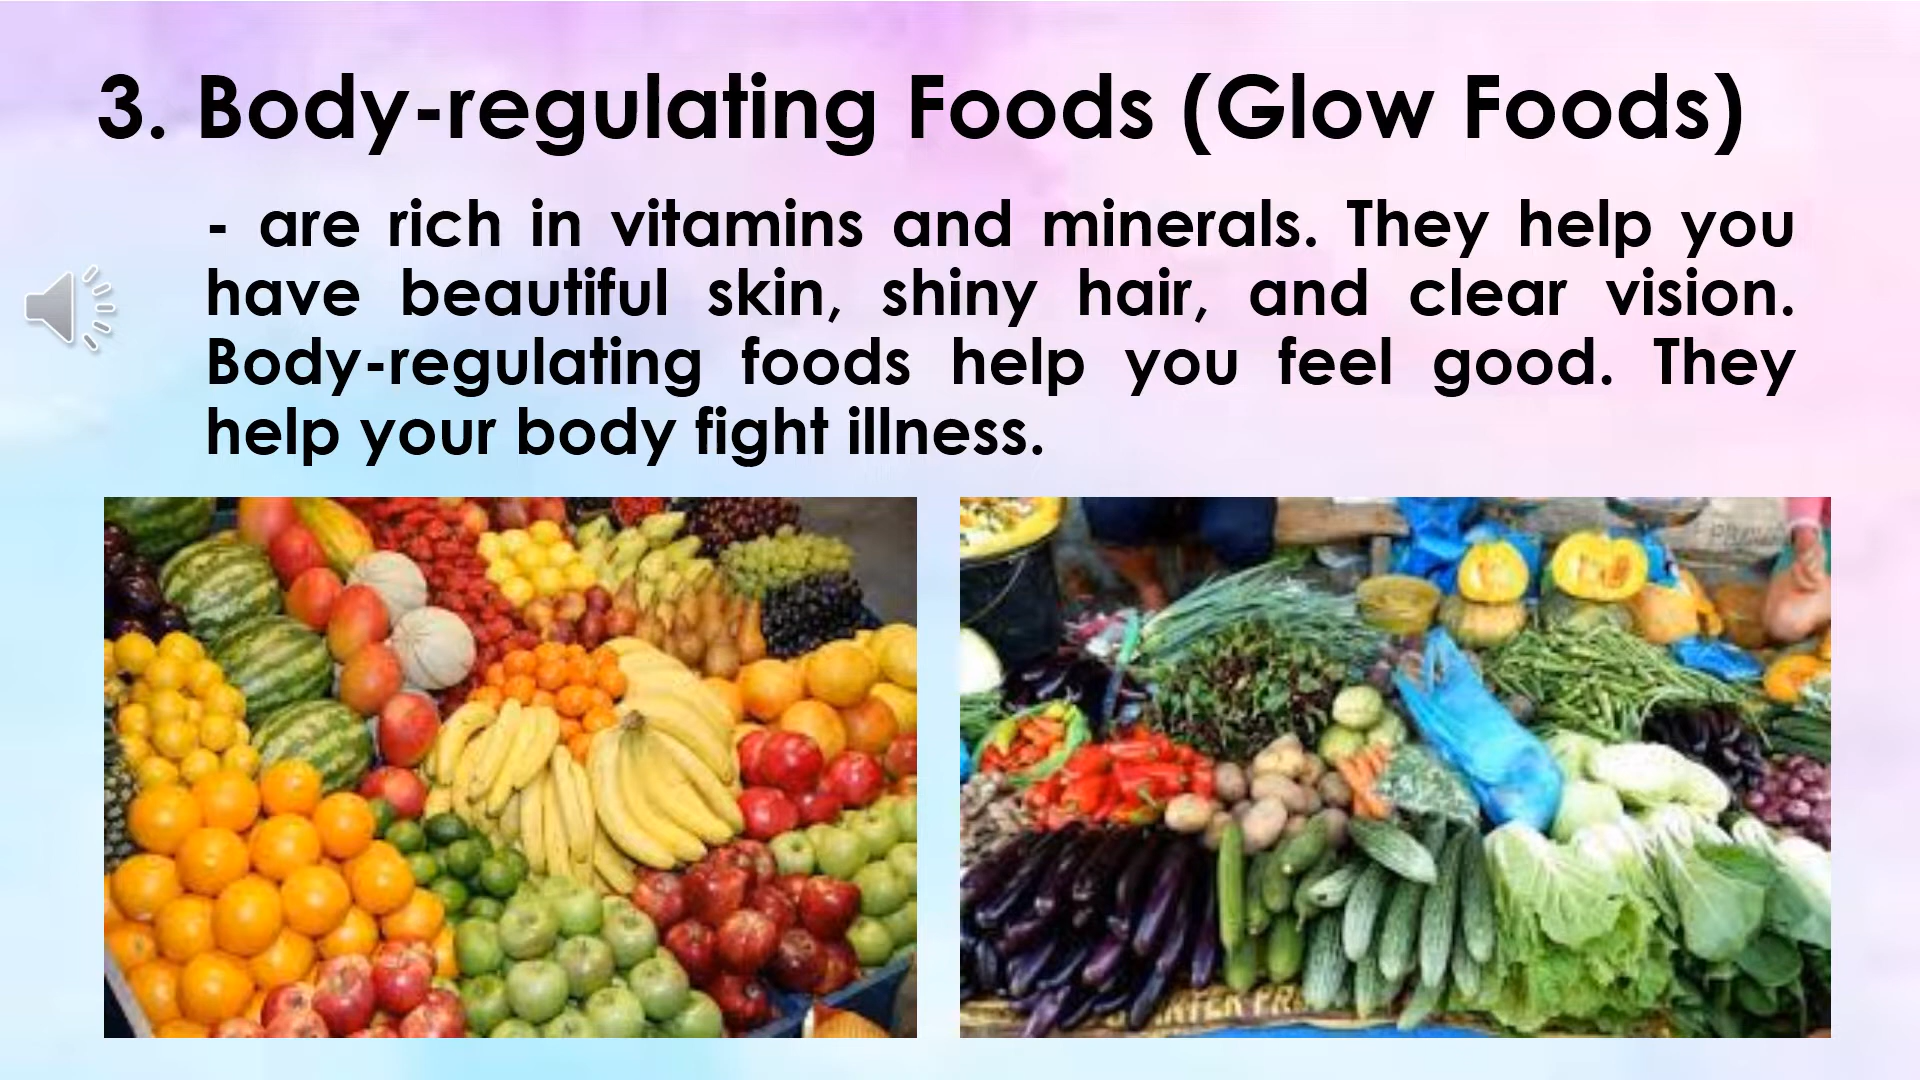 3. Body-regulating Foods (Glow Foods)
- are rich in vitamins and minerals. They help you
have beautiful skin, shiny hair, and clear vision.
Body-regulating foods help you feel good. They
help your body fight illness.